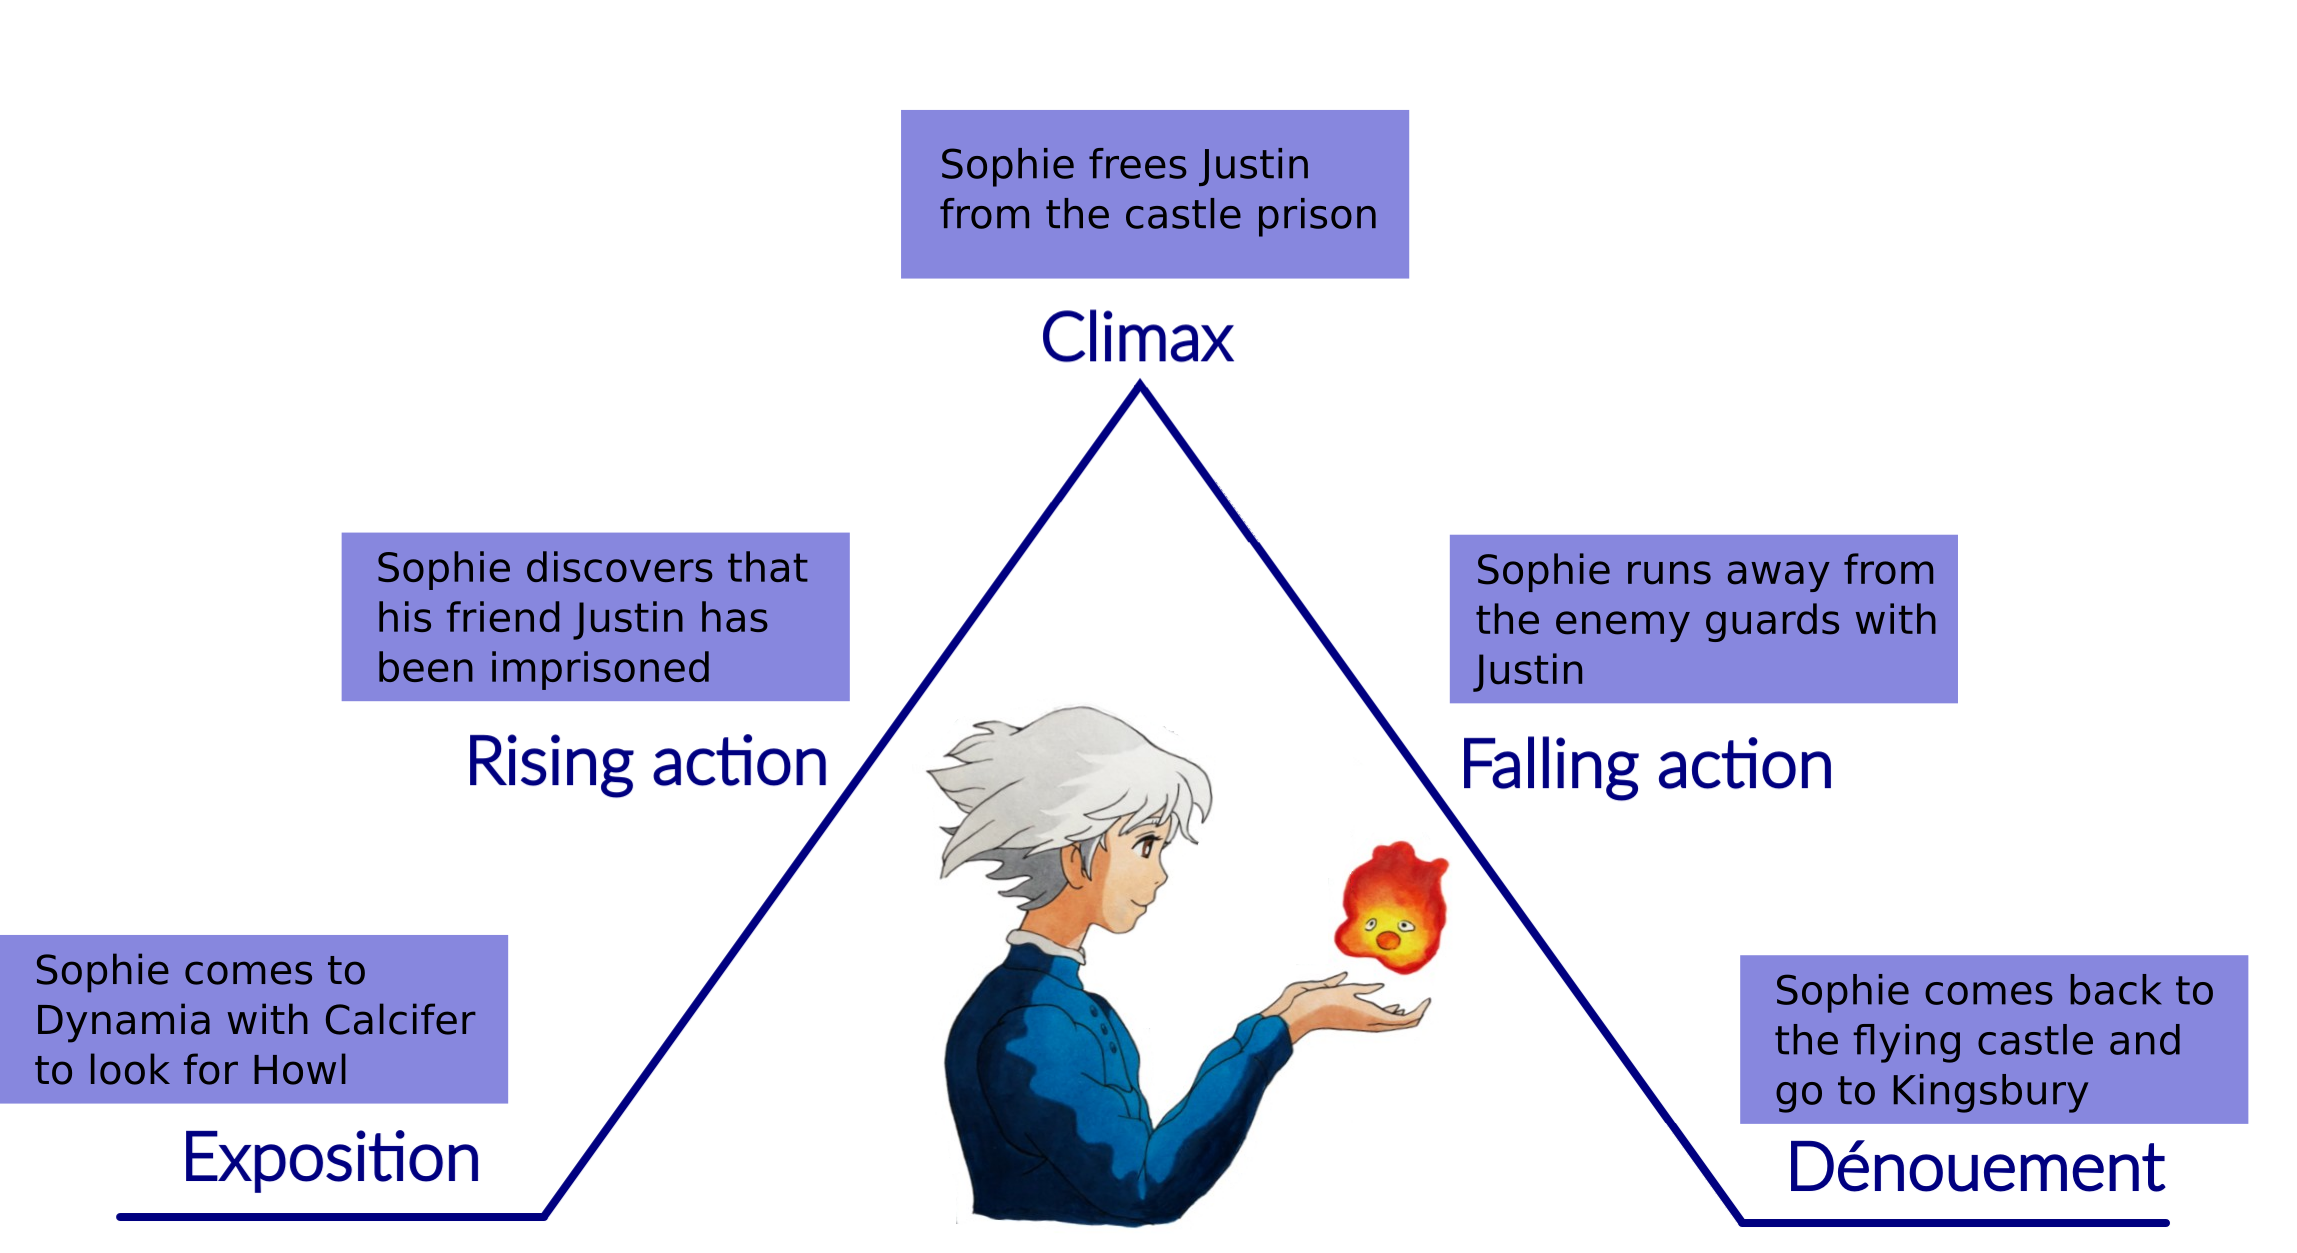 Sophie frees Justin
from the castle prison
Climax
Sophie discovers that
his friend Justin has
been imprisoned
Rising action
Sophie runs away from
the enemy guards with
Justin
Falling action
Sophie comes to
Dynamia with Calcifer
to look for Howl
Exposition
Sophie comes back to
the flying castle and
go to Kingsbury
Dénouement